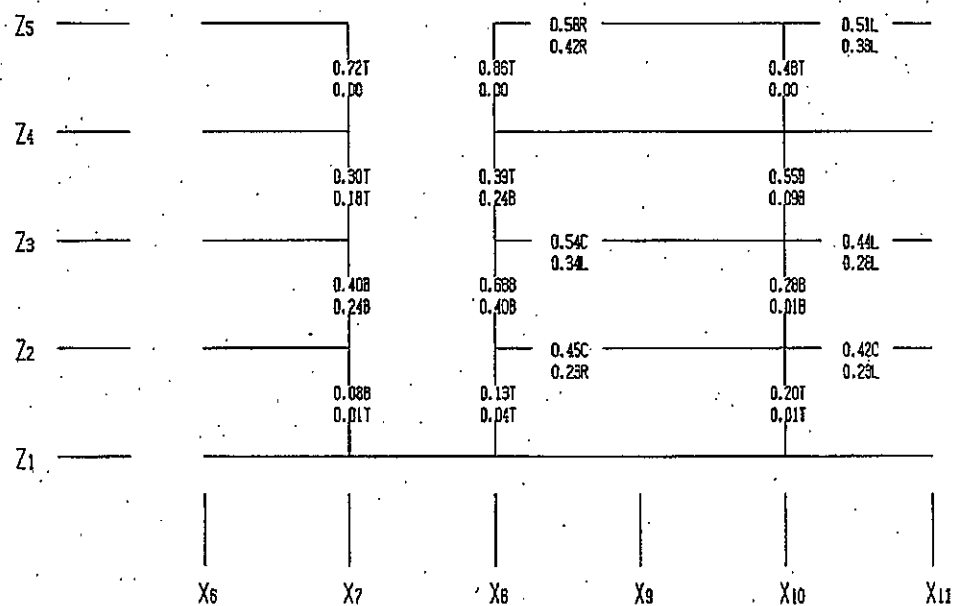 Z5 0.58R 0.51L
0.42R 0.39L
0.72T 0.86T 0.48T
0.00 0.00 0.00
Z4
0.30T 0.39T 0.55B
0.18T 0.24B 0.09B
Z3 0.54C 0.44L
0.34L 0.28L
0.40B 0.68B 0.28B
0.24B 0.40B 0.01B
Z2 0.45C 0.42C
0.23R 0.23L
0.08B 0.13T 0.20T
0.01T 0.04T 0.01T
Z1
X6 X7 X8 X9 X10 X11